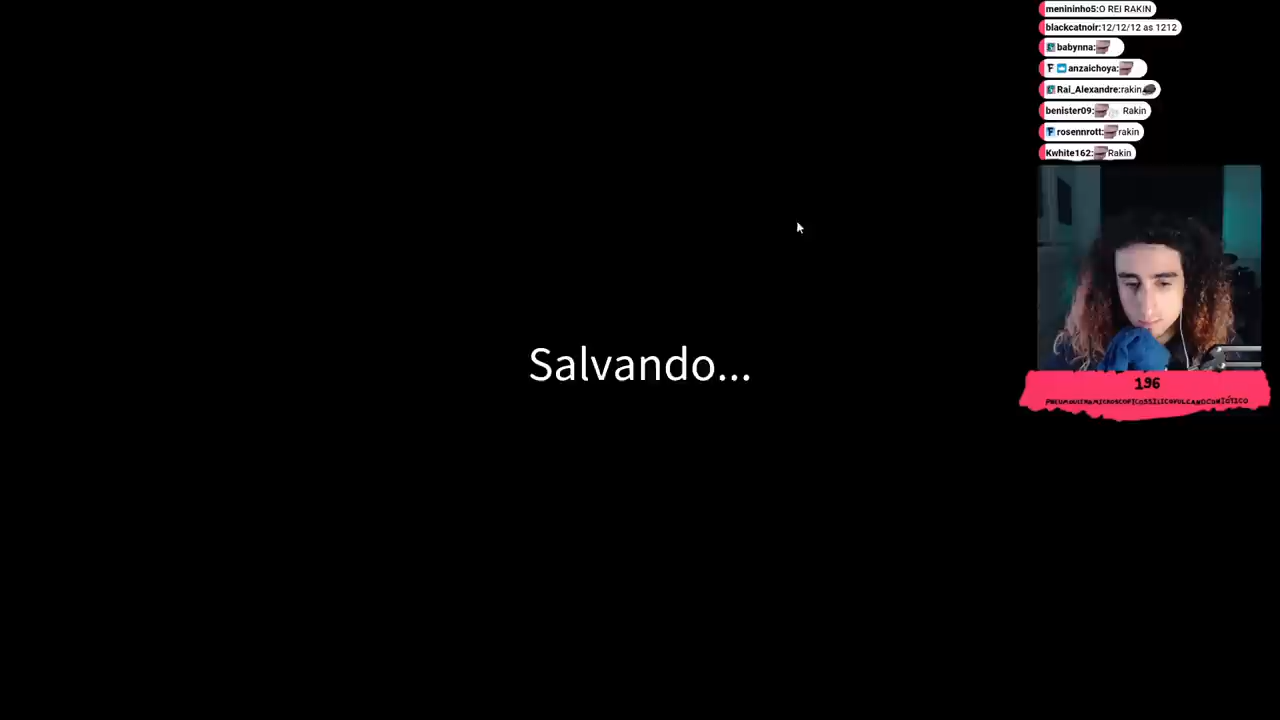 menininho5:O REI RAKIN
blackcatnoir:12/12/12 as 1212
babynna:
anzaichoya:
Rai_Alexandre:rakin
benister09: Rakin
rosennrott:rakin
Kwhite162:Rakin
Salvando...
196
PNEUMOULTRAMICROSCOPICOSSILICOVULCANOCONIÓTICO